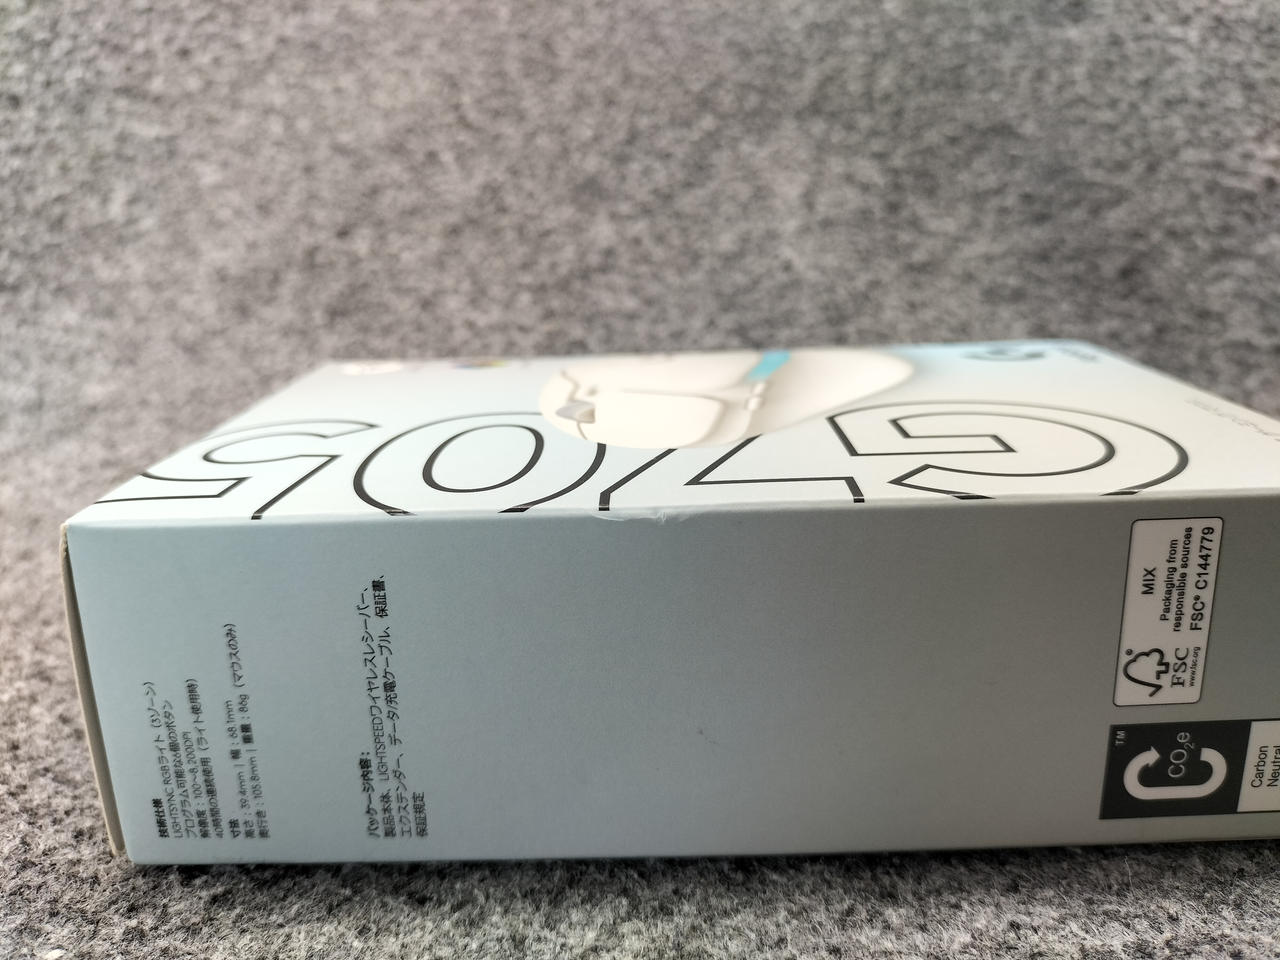 G705
技術仕様
LIGHTSYNC RGBライト（3ゾーン）
プログラム可能な6個のボタン
解像度：100～8,200DPI
40時間の連続使用（ライト使用時）
寸法
高さ：39.4mm | 幅：68.1mm
奥行き：105.8mm | 重量：86g（マウスのみ）
パッケージ内容：
製品本体、LIGHTSPEEDワイヤレスレシーバー、
エクステンダー、データ/充電ケーブル、保証書、
保証規定
MIX
Packaging from
responsible sources
FSC® C144779
FSC
www.fsc.org
CO2e
TM
Carbon
Neutral